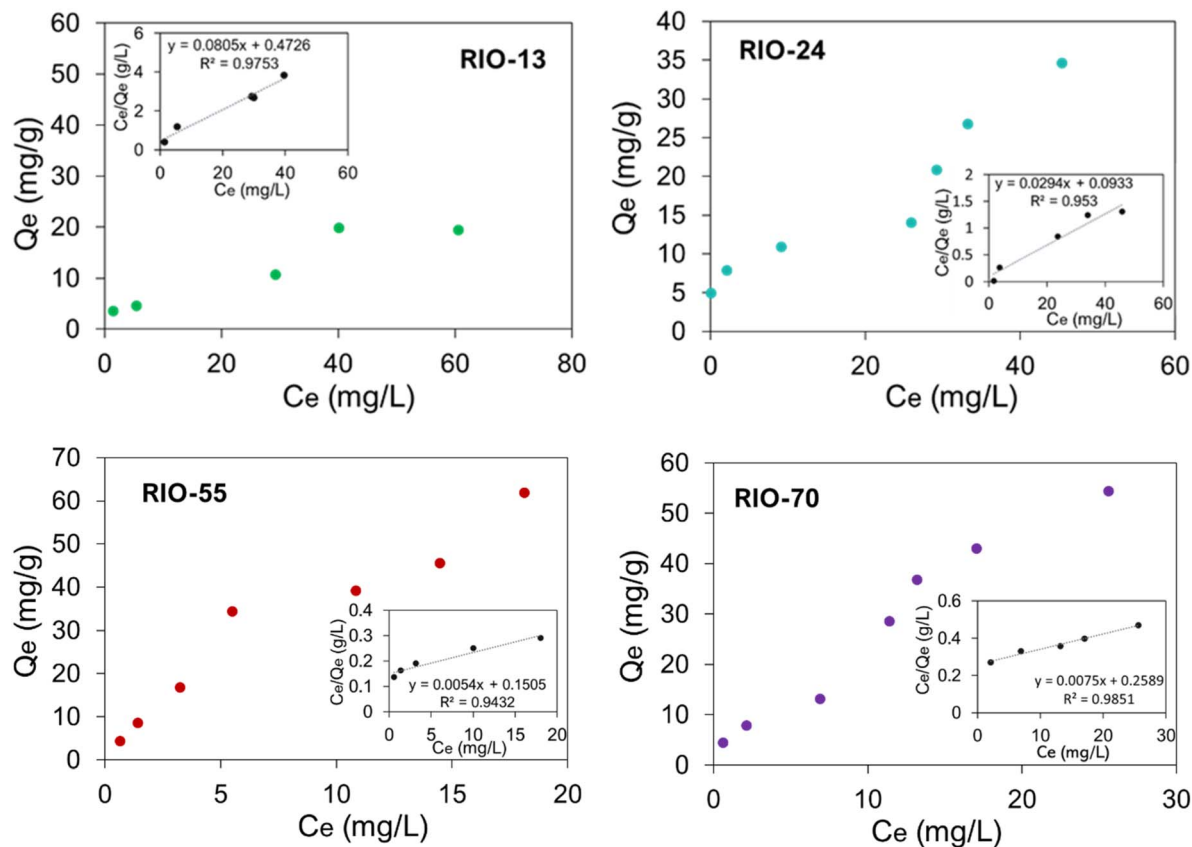 RIO-13
Qe (mg/g)
60
50
40
30
20
10
0
0 20 40 60 80
Ce (mg/L)
y = 0.0805x + 0.4726
R² = 0.9753
Ce/Qe (g/L)
6
4
2
0
0 20 40 60
Ce (mg/L)
RIO-24
Qe (mg/g)
40
35
30
25
20
15
10
5
0
0 20 40 60
Ce (mg/L)
y = 0.0294x + 0.0933
R² = 0.953
Ce/Qe (g/L)
2
1.5
1
0.5
0
0 20 40 60
Ce (mg/L)
RIO-55
Qe (mg/g)
70
60
50
40
30
20
10
0
0 5 10 15 20
Ce (mg/L)
Ce/Qe (g/L)
0.4
0.3
0.2
0.1
0
y = 0.0054x + 0.1505
R² = 0.9432
0 5 10 15 20
Ce (mg/L)
RIO-70
Qe (mg/g)
60
50
40
30
20
10
0
0 10 20 30
Ce (mg/L)
Ce/Qe (g/L)
0.6
0.4
0.2
0
y = 0.0075x + 0.2589
R² = 0.9851
0 10 20 30
Ce (mg/L)